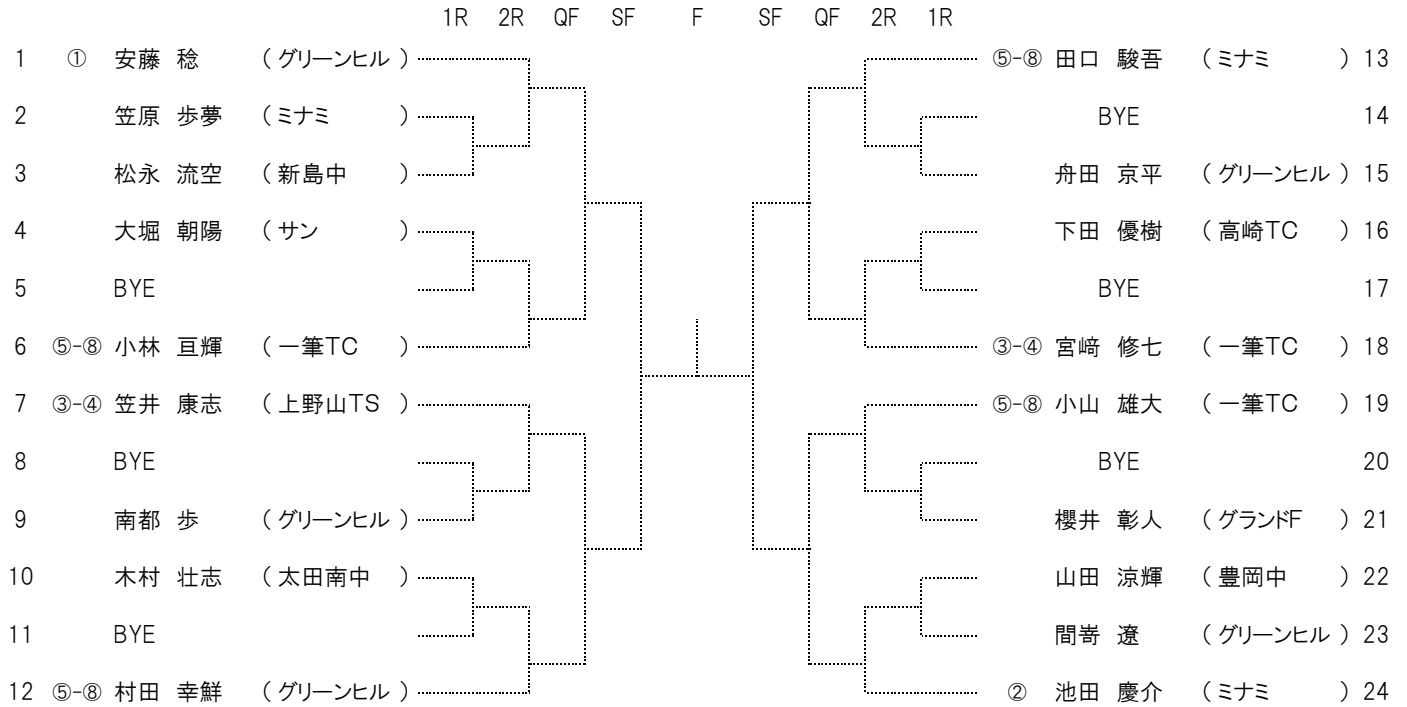 1R 2R QF SF F SF QF 2R 1R
1 ① 安藤 稔 （ グリーンヒル ） ⑤-⑧ 田口 駿吾 （ ミナミ ） 13
2 笠原 歩夢 （ ミナミ ） BYE 14
3 松永 流空 （ 新島中 ） 舟田 京平 （ グリーンヒル ） 15
4 大堀 朝陽 （ サン ） 下田 優樹 （ 高崎TC ） 16
5 BYE BYE 17
6 ⑤-⑧ 小林 亘輝 （ 一筆TC ） ③-④ 宮﨑 修七 （ 一筆TC ） 18
7 ③-④ 笠井 康志 （ 上野山TS ） ⑤-⑧ 小山 雄大 （ 一筆TC ） 19
8 BYE BYE 20
9 南都 歩 （ グリーンヒル ） 櫻井 彰人 （ グランドF ） 21
10 木村 壮志 （ 太田南中 ） 山田 涼輝 （ 豊岡中 ） 22
11 BYE 間嵜 遼 （ グリーンヒル ） 23
12 ⑤-⑧ 村田 幸鮮 （ グリーンヒル ） ② 池田 慶介 （ ミナミ ） 24